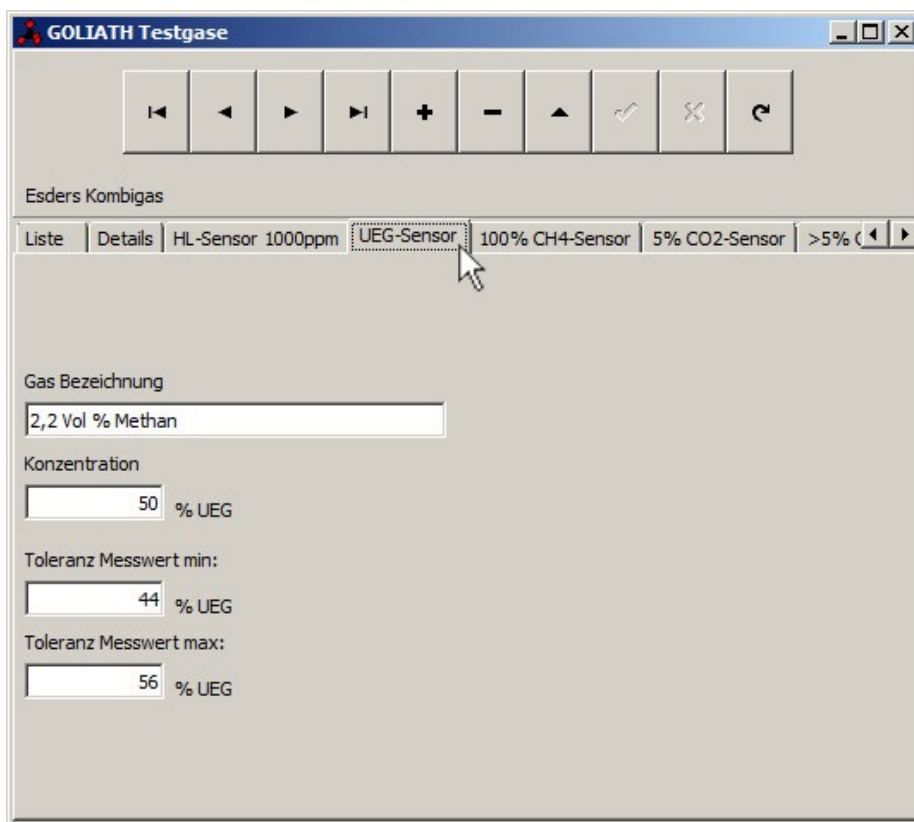 GOLIATH Testgase
Esders Kombigas
Liste Details HL-Sensor 1000ppm UEG-Sensor 100% CH4-Sensor 5% CO2-Sensor >5%
Gas Bezeichnung
2,2 Vol % Methan
Konzentration
50 % UEG
Toleranz Messwert min:
44 % UEG
Toleranz Messwert max:
56 % UEG